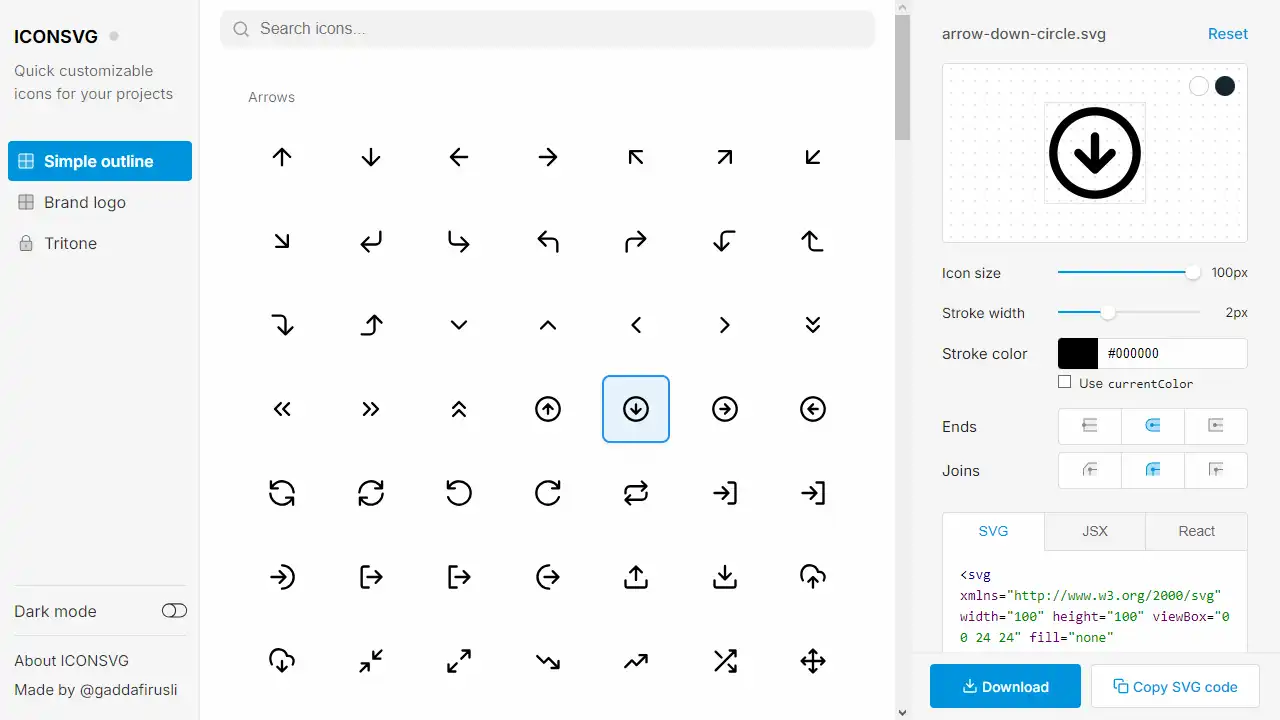 ICONSVG
Quick customizable
icons for your projects
Simple outline
Brand logo
Tritone
Dark mode
About ICONSVG
Made by @gaddafirusli
Search icons...
Arrows
arrow-down-circle.svg
Reset
Icon size
100px
Stroke width
2px
Stroke color
#000000
Use currentColor
Ends
Joins
SVG
JSX
React
<svg
xmlns="http://www.w3.org/2000/svg"
width="100" height="100" viewBox="0
0 24 24" fill="none"
Download
Copy SVG code